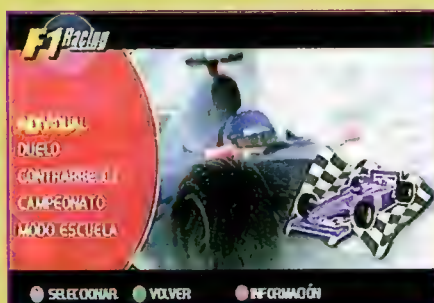 F1 Racing
INDIVIDUAL
DUELO
CONTRARRELOJ
CAMPEONATO
MODO ESCUELA
SELECCIONAR VOLVER INFORMACIÓN